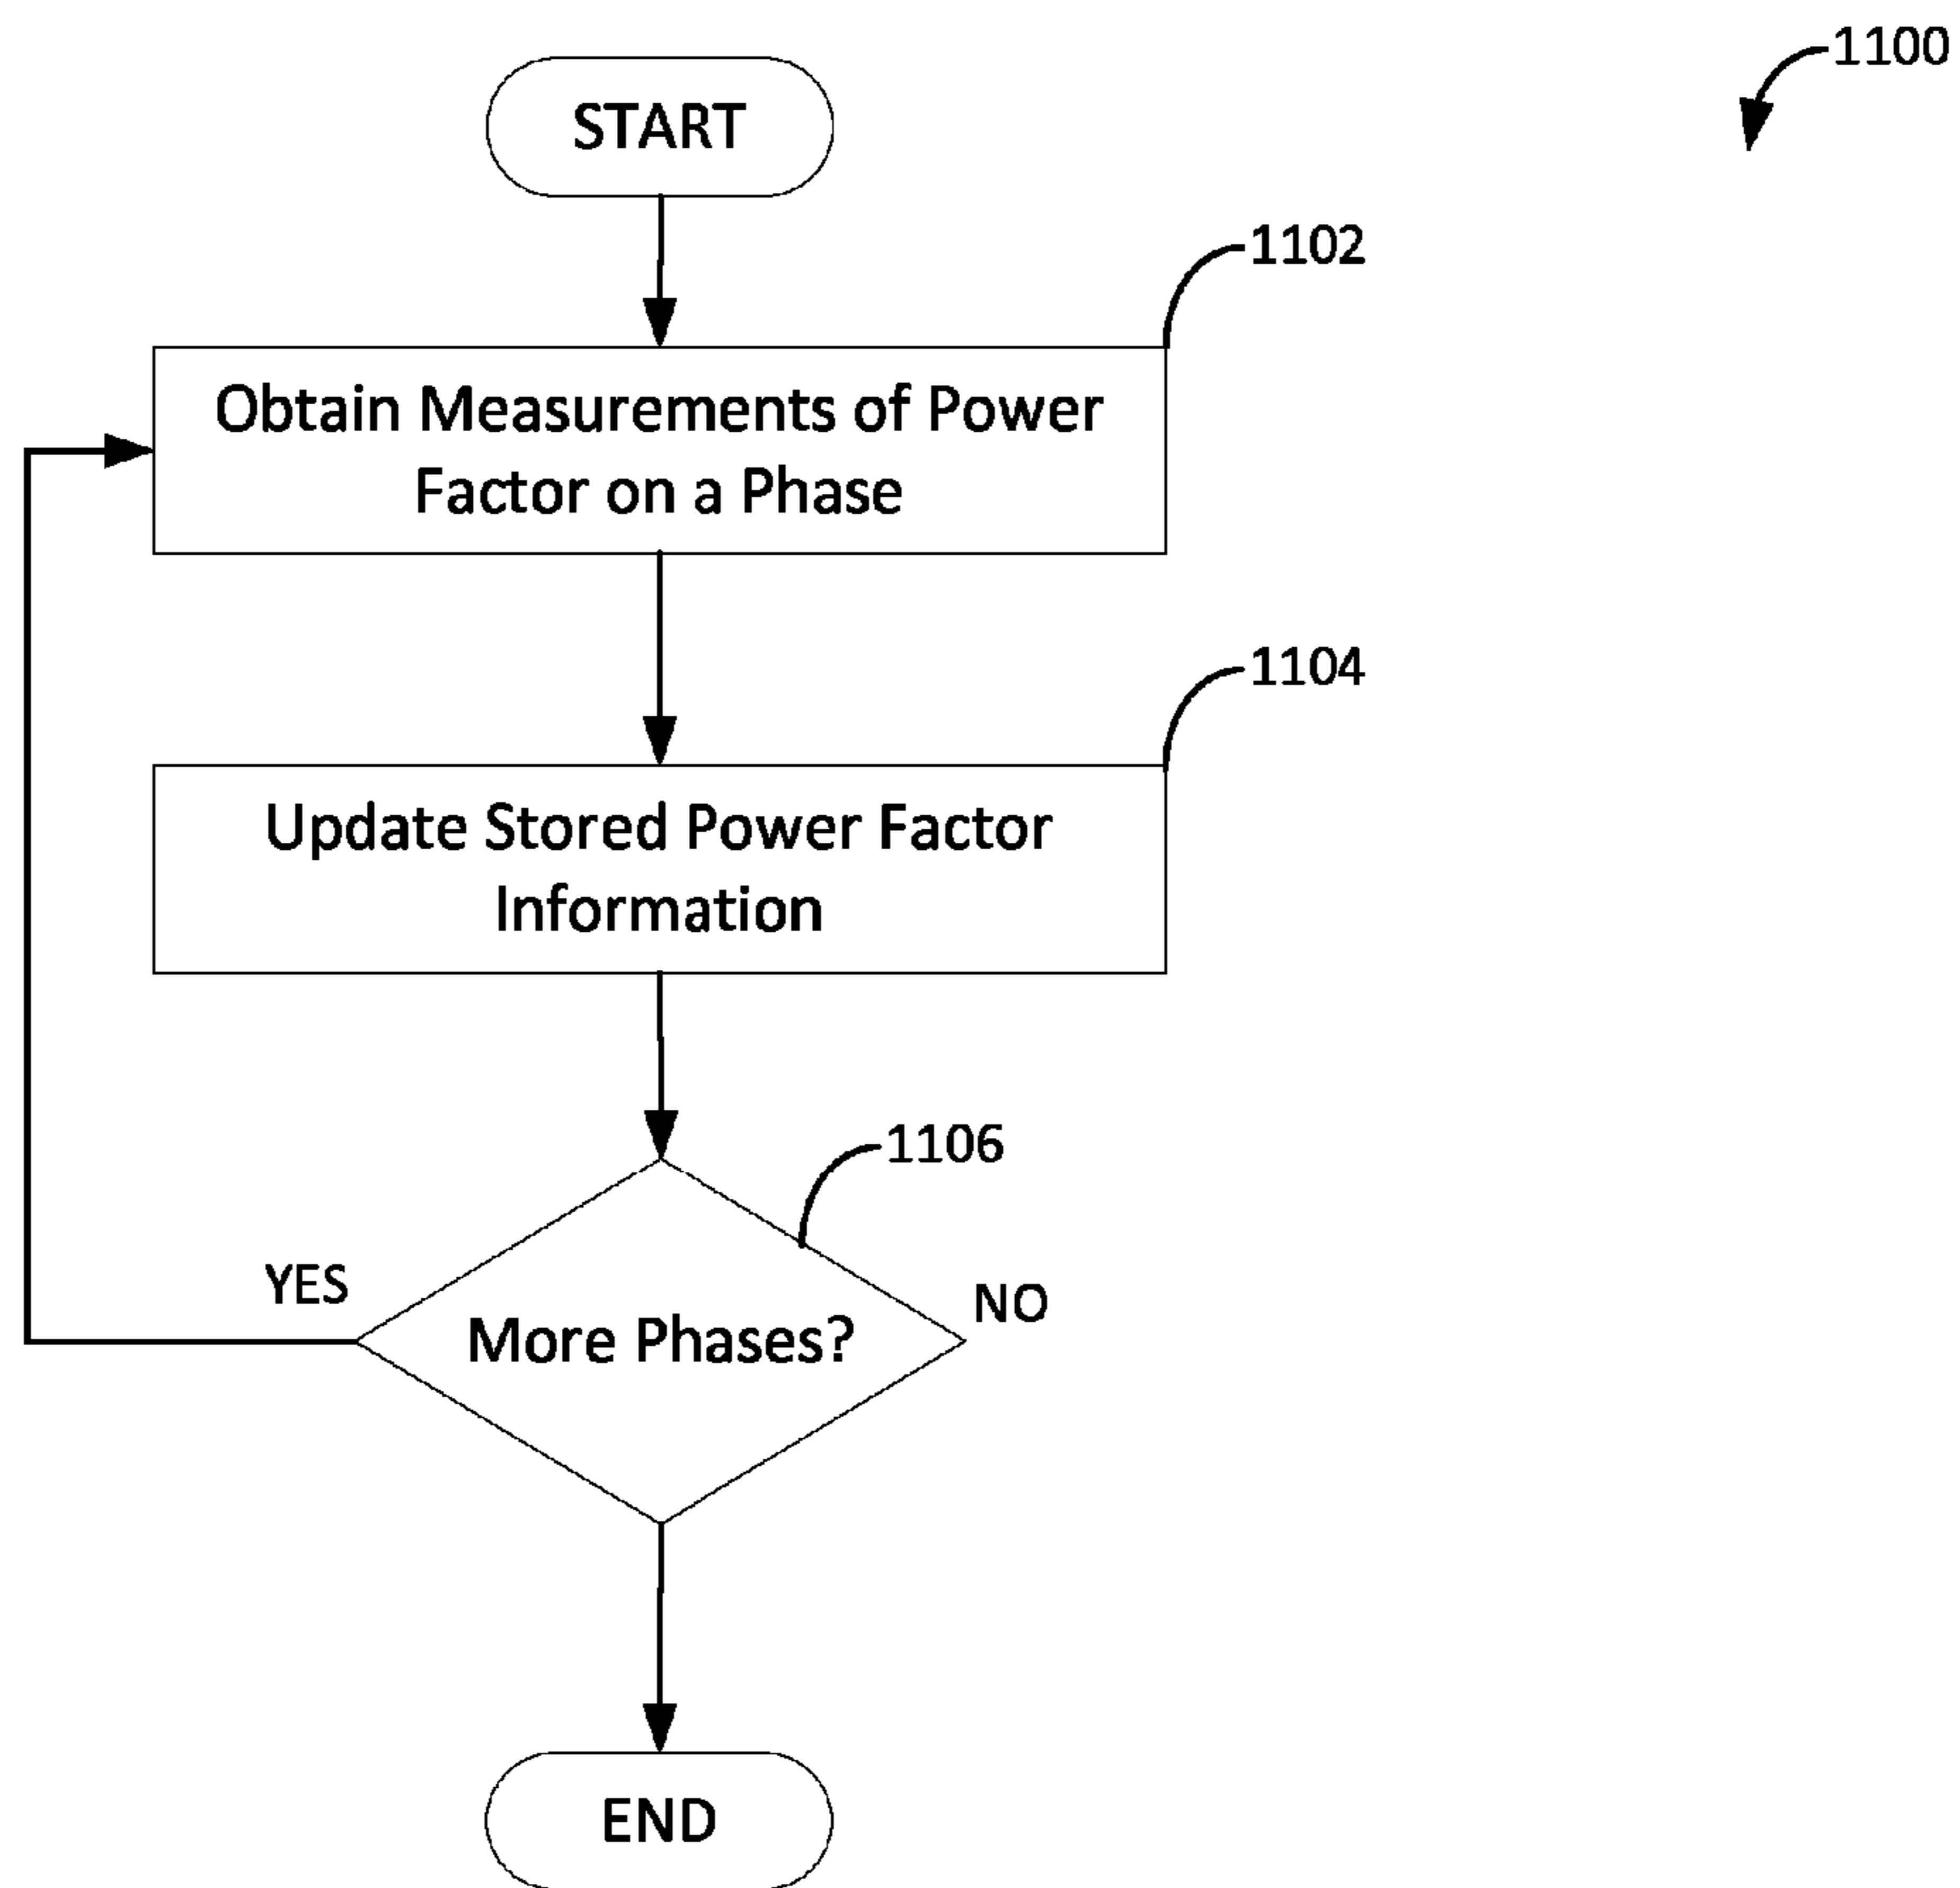 1100
START
1102
Obtain Measurements of Power
Factor on a Phase
1104
Update Stored Power Factor
Information
1106
YES
NO
More Phases?
END